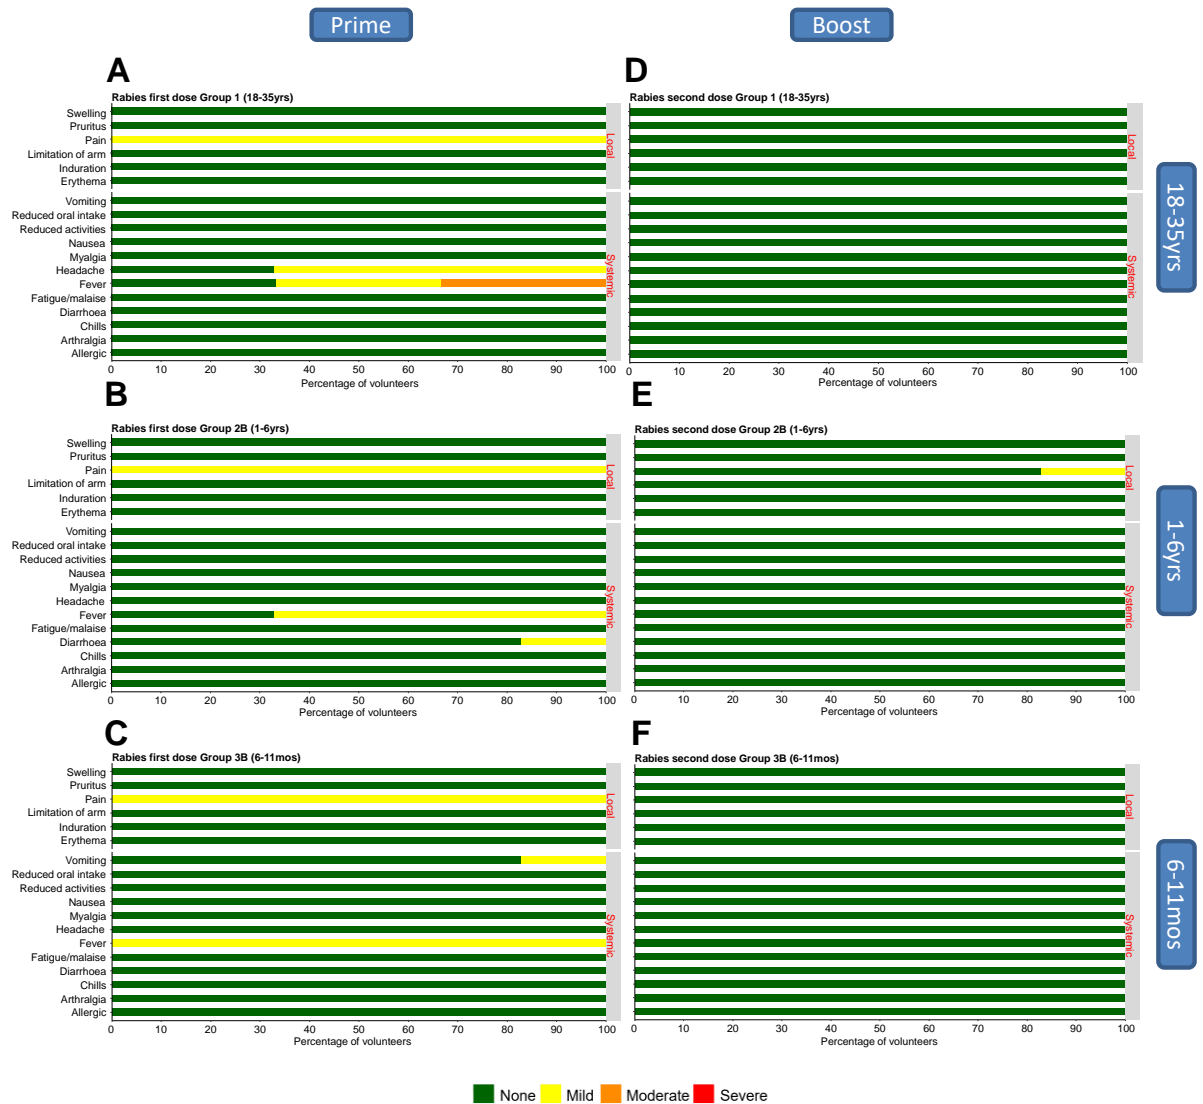 Prime
Boost
A
Rabies first dose Group 1 (18-35yrs)
Swelling
Pruritus
Pain
Limitation of arm
Induration
Erythema
Local
Vomiting
Reduced oral intake
Reduced activities
Nausea
Myalgia
Headache
Fever
Fatigue/malaise
Diarrhoea
Chills
Arthralgia
Allergic
Systemic
0 10 20 30 40 50 60 70 80 90 100
Percentage of volunteers
D
Rabies second dose Group 1 (18-35yrs)
Local
Systemic
0 10 20 30 40 50 60 70 80 90 100
Percentage of volunteers
18-35yrs
B
Rabies first dose Group 2B (1-6yrs)
Swelling
Pruritus
Pain
Limitation of arm
Induration
Erythema
Local
Vomiting
Reduced oral intake
Reduced activities
Nausea
Myalgia
Headache
Fever
Fatigue/malaise
Diarrhoea
Chills
Arthralgia
Allergic
Systemic
0 10 20 30 40 50 60 70 80 90 100
Percentage of volunteers
E
Rabies second dose Group 2B (1-6yrs)
Local
Systemic
0 10 20 30 40 50 60 70 80 90 100
Percentage of volunteers
1-6yrs
C
Rabies first dose Group 3B (6-11mos)
Swelling
Pruritus
Pain
Limitation of arm
Induration
Erythema
Local
Vomiting
Reduced oral intake
Reduced activities
Nausea
Myalgia
Headache
Fever
Fatigue/malaise
Diarrhoea
Chills
Arthralgia
Allergic
Systemic
0 10 20 30 40 50 60 70 80 90 100
Percentage of volunteers
F
Rabies second dose Group 3B (6-11mos)
Local
Systemic
0 10 20 30 40 50 60 70 80 90 100
Percentage of volunteers
6-11mos
None Mild Moderate Severe